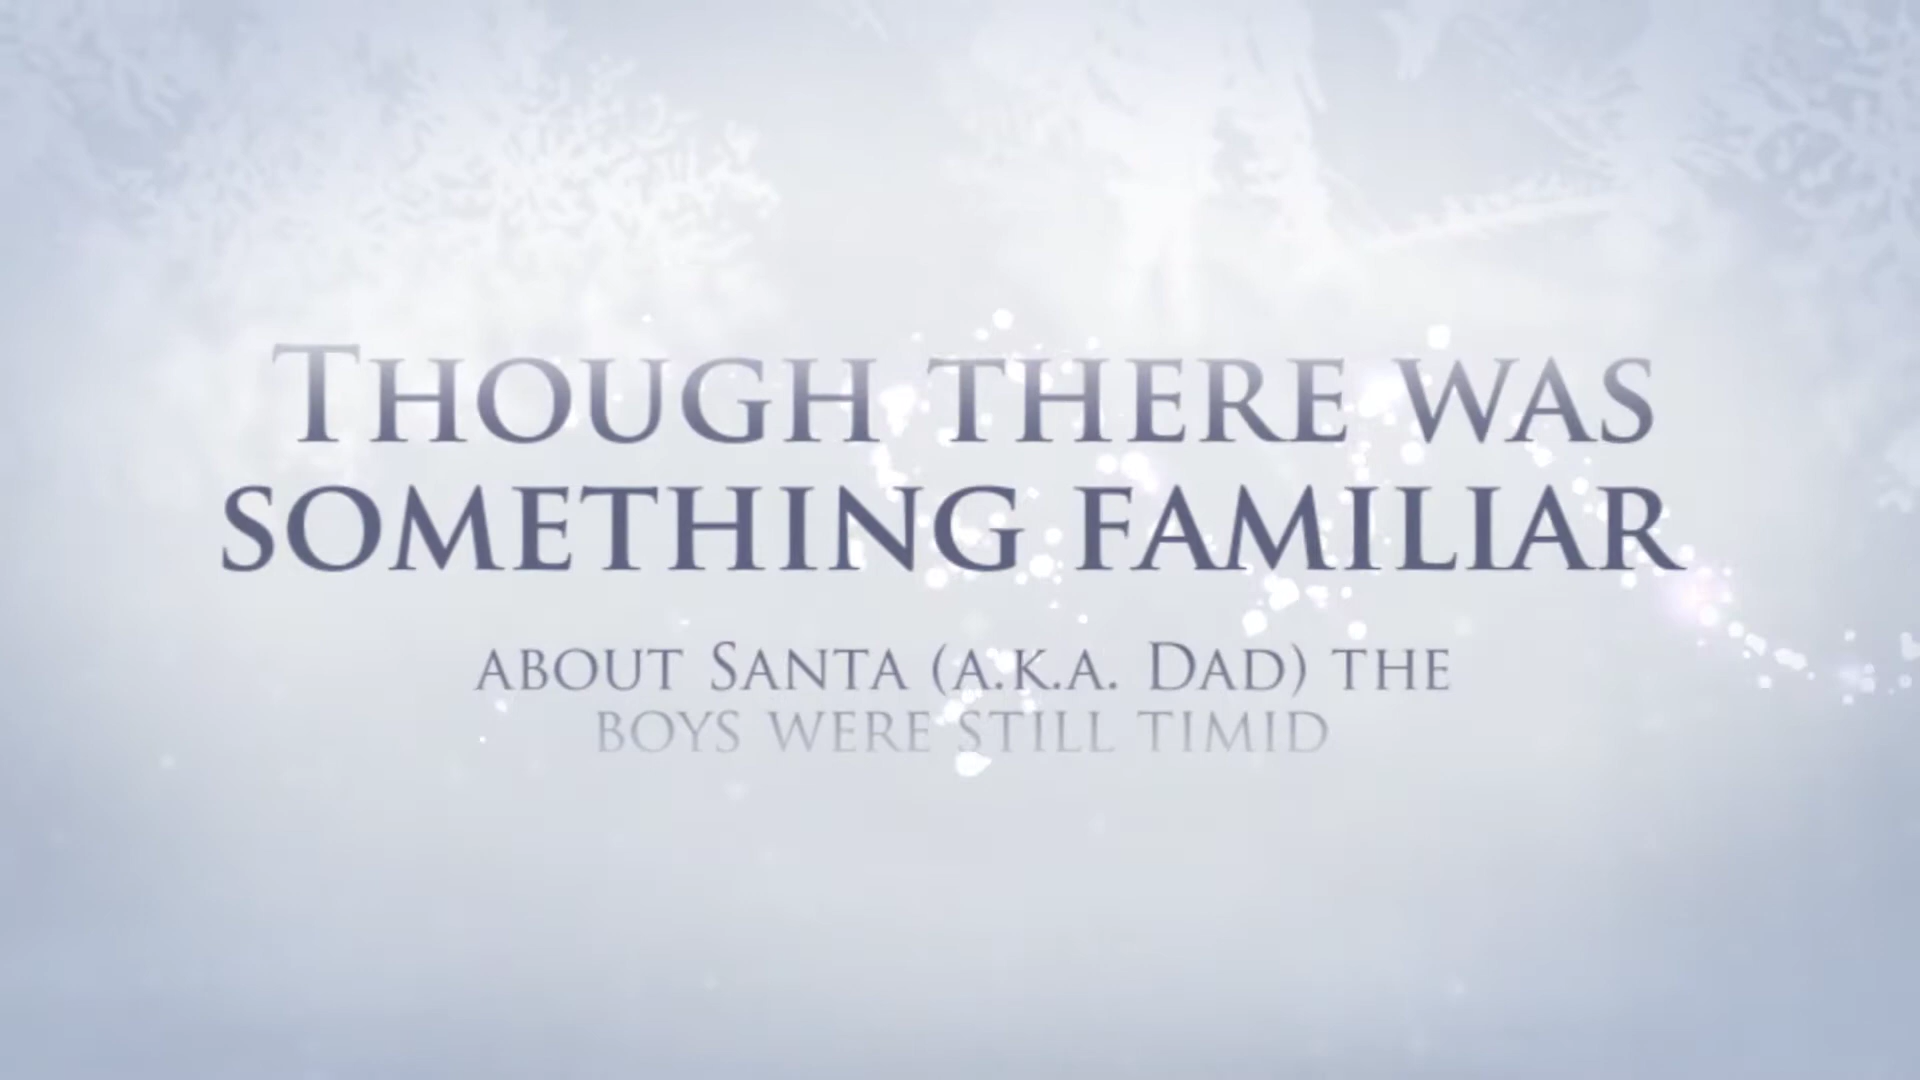 Though there was
something familiar
about Santa (a.k.a. Dad) the
boys were still timid